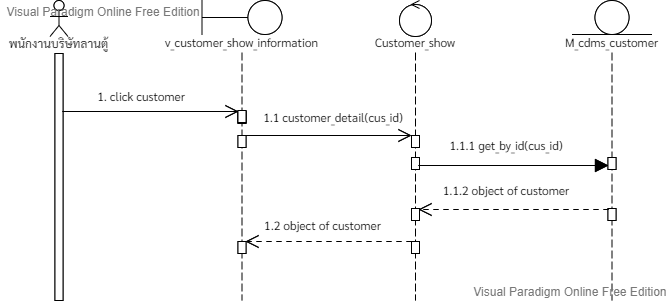 Visual Paradigm Online Free Edition
พนักงานบริษัทลานตู้
v_customer_show_information
Customer_show
M_cdms_customer
1. click customer
1.1 customer_detail(cus_id)
1.1.1 get_by_id(cus_id)
1.1.2 object of customer
1.2 object of customer
Visual Paradigm Online Free Edition